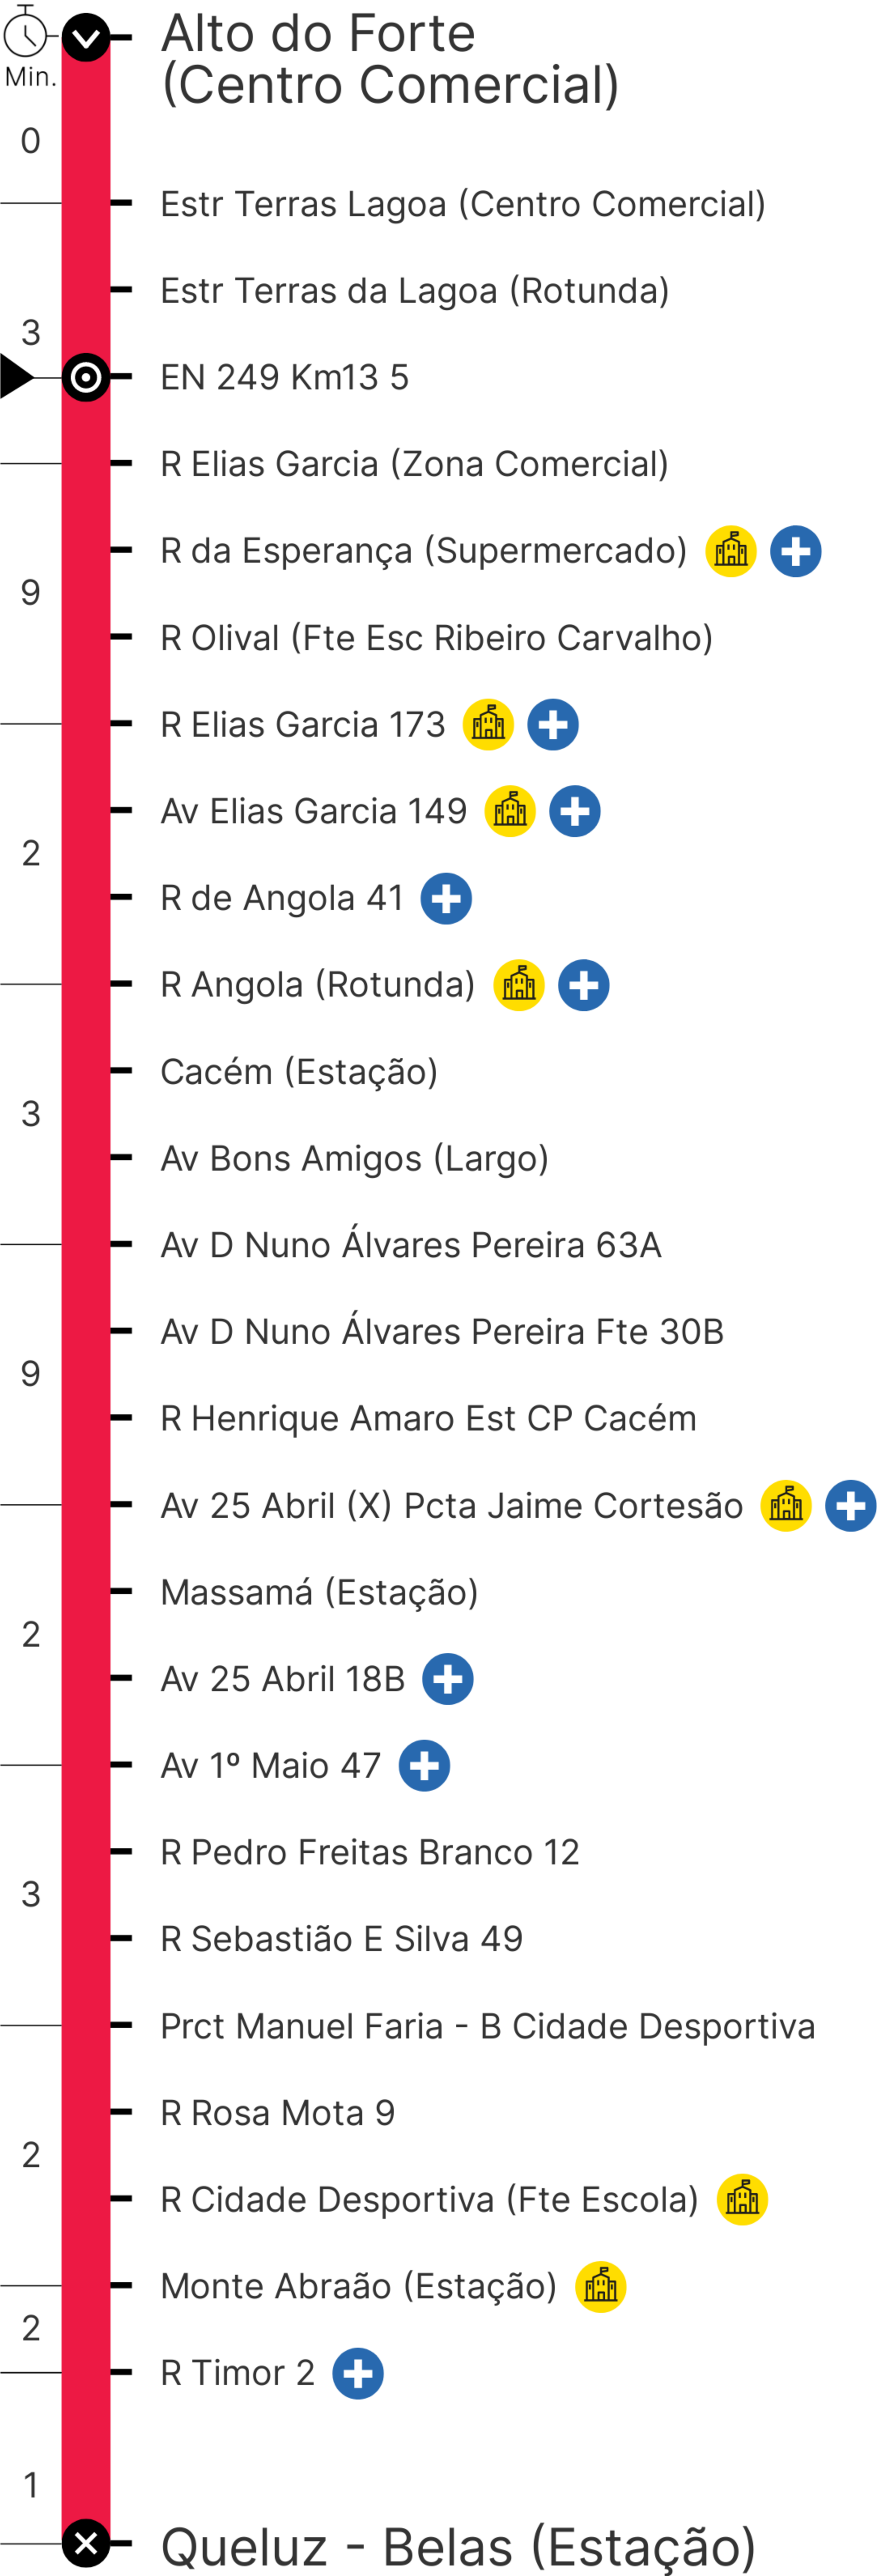 Alto do Forte
(Centro Comercial)
Min.
0
Estr Terras Lagoa (Centro Comercial)
Estr Terras da Lagoa (Rotunda)
3
EN 249 Km13 5
R Elias Garcia (Zona Comercial)
R da Esperança (Supermercado)
9
R Olival (Fte Esc Ribeiro Carvalho)
R Elias Garcia 173
Av Elias Garcia 149
2
R de Angola 41
R Angola (Rotunda)
Cacém (Estação)
3
Av Bons Amigos (Largo)
Av D Nuno Álvares Pereira 63A
Av D Nuno Álvares Pereira Fte 30B
9
R Henrique Amaro Est CP Cacém
Av 25 Abril (X) Pcta Jaime Cortesão
Massamá (Estação)
2
Av 25 Abril 18B
Av 1º Maio 47
R Pedro Freitas Branco 12
3
R Sebastião E Silva 49
Prct Manuel Faria - B Cidade Desportiva
R Rosa Mota 9
2
R Cidade Desportiva (Fte Escola)
Monte Abraão (Estação)
2
R Timor 2
1
Queluz - Belas (Estação)